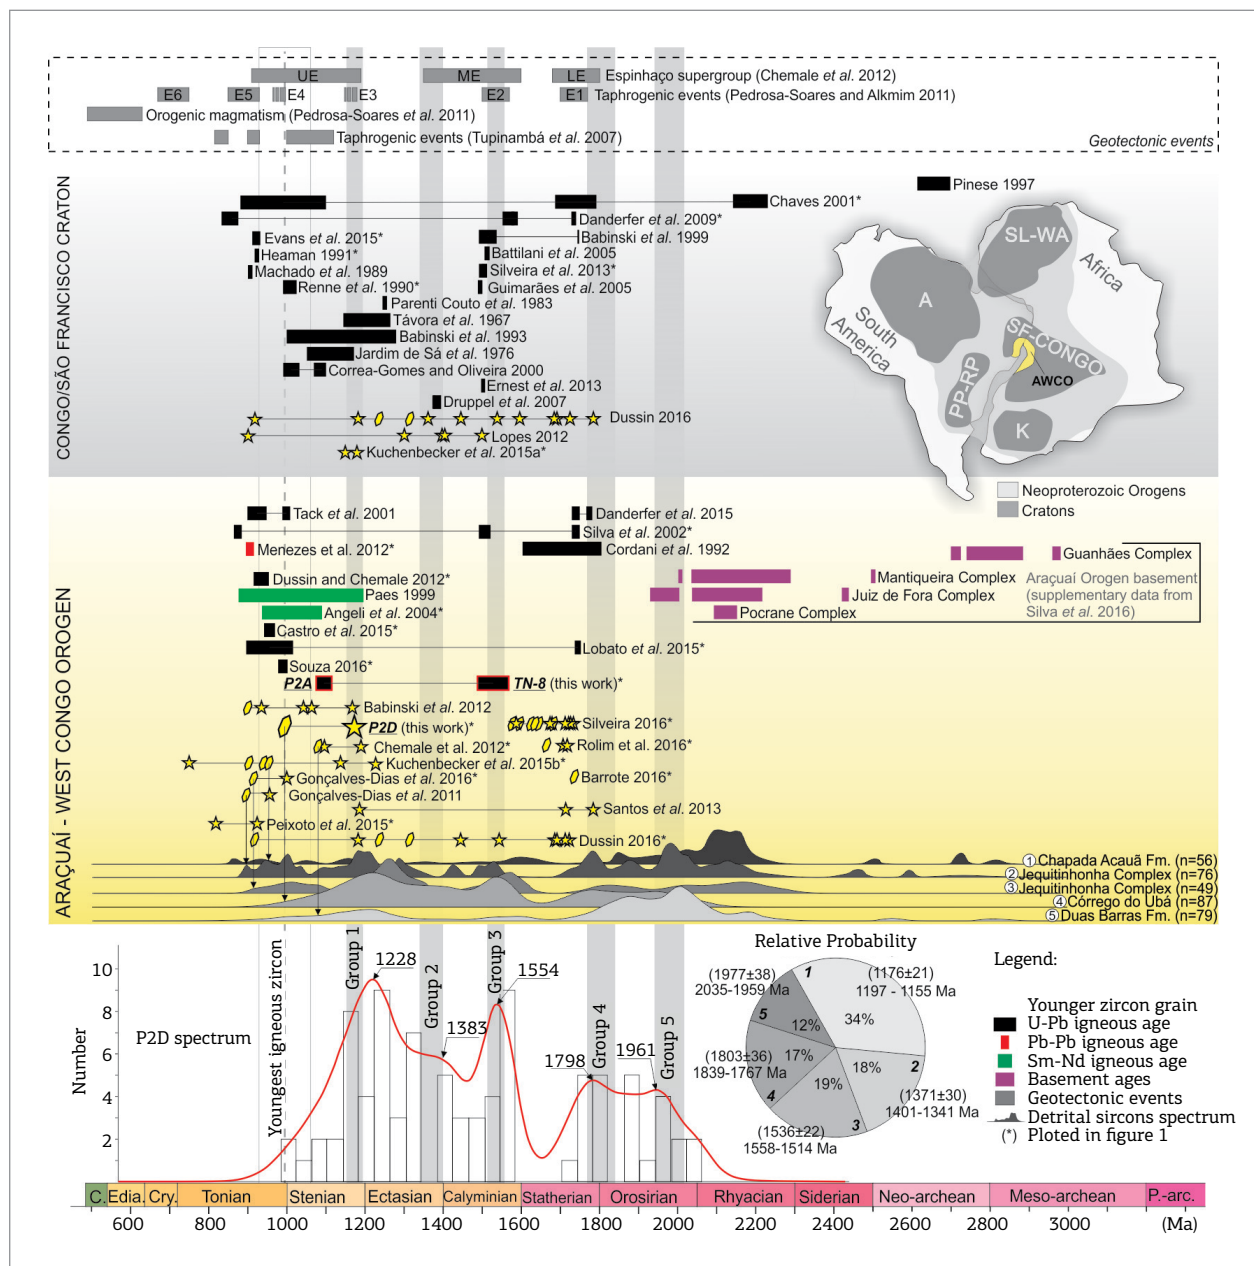 UE
ME
LE
Espinhaço supergroup (Chemale et al. 2012)
E6
E5
E4
E3
E2
E1
Taphrogenic events (Pedrosa-Soares and Alkmim 2011)
Orogenic magmatism (Pedrosa-Soares et al. 2011)
Taphrogenic events (Tupinambá et al. 2007)
Geotectonic events
CONGO/SÃO FRANCISCO CRATON
Pinese 1997
Chaves 2001*
Danderfer et al. 2009*
Evans et al. 2015*
Babinski et al. 1999
Heaman 1991*
Battilani et al. 2005
Machado et al. 1989
Silveira et al. 2013*
Renne et al. 1990*
Guimarães et al. 2005
Parenti Couto et al. 1983
Távora et al. 1967
Babinski et al. 1993
Jardim de Sá et al. 1976
Correa-Gomes and Oliveira 2000
Ernest et al. 2013
Druppel et al. 2007
Dussin 2016
Lopes 2012
Kuchenbecker et al. 2015a*
SL-WA
Africa
A
South America
SF-CONGO
AWCO
PP-RP
K
Neoproterozoic Orogens
Cratons
ARAÇUAÍ - WEST CONGO OROGEN
Tack et al. 2001
Danderfer et al. 2015
Silva et al. 2002*
Menezes et al. 2012*
Cordani et al. 1992
Guanhães Complex
Dussin and Chemale 2012*
Mantiqueira Complex
Paes 1999
Juiz de Fora Complex
Araçuaí Orogen basement
(supplementary data from
Silva et al. 2016)
Angeli et al. 2004*
Pocrane Complex
Castro et al. 2015*
Lobato et al. 2015*
Souza 2016*
P2A
TN-8 (this work)*
Babinski et al. 2012
P2D (this work)*
Silveira 2016*
Chemale et al. 2012*
Rolim et al. 2016*
Kuchenbecker et al. 2015b*
Gonçalves-Dias et al. 2016*
Barrote 2016*
Gonçalves-Dias et al. 2011
Santos et al. 2013
Peixoto et al. 2015*
Dussin 2016*
1 Chapada Acauã Fm. (n=56)
2 Jequitinhonha Complex (n=76)
3 Jequitinhonha Complex (n=49)
4 Córrego do Ubá (n=87)
5 Duas Barras Fm. (n=79)
Number
10
8
6
4
2
P2D spectrum
Youngest igneous zircon
Group 1
1228
Group 2
1383
Group 3
1554
1798
Group 4
1961
Group 5
Relative Probability
1
(1176±21)
1197 - 1155 Ma
34%
2
18%
(1371±30)
1401-1341 Ma
3
19%
(1536±22)
1558-1514 Ma
4
17%
(1803±36)
1839-1767 Ma
5
12%
(1977±38)
2035-1959 Ma
Legend:
Younger zircon grain
U-Pb igneous age
Pb-Pb igneous age
Sm-Nd igneous age
Basement ages
Geotectonic events
Detrital sircons spectrum
(*) Ploted in figure 1
C.
Edia.
Cry.
Tonian
Stenian
Ectasian
Calyminian
Statherian
Orosirian
Rhyacian
Siderian
Neo-archean
Meso-archean
P.-arc.
600
800
1000
1200
1400
1600
1800
2000
2200
2400
2600
2800
3000
(Ma)